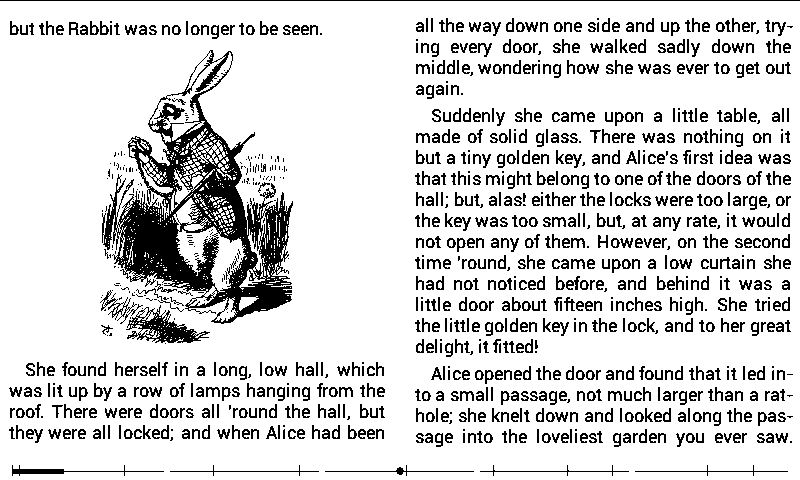 but the Rabbit was no longer to be seen.
She found herself in a long, low hall, which
was lit up by a row of lamps hanging from the
roof. There were doors all 'round the hall, but
they were all locked; and when Alice had been
all the way down one side and up the other, try-
ing every door, she walked sadly down the
middle, wondering how she was ever to get out
again.
Suddenly she came upon a little table, all
made of solid glass. There was nothing on it
but a tiny golden key, and Alice's first idea was
that this might belong to one of the doors of the
hall; but, alas! either the locks were too large, or
the key was too small, but, at any rate, it would
not open any of them. However, on the second
time 'round, she came upon a low curtain she
had not noticed before, and behind it was a
little door about fifteen inches high. She tried
the little golden key in the lock, and to her great
delight, it fitted!
Alice opened the door and found that it led in-
to a small passage, not much larger than a rat-
hole; she knelt down and looked along the pas-
sage into the loveliest garden you ever saw.